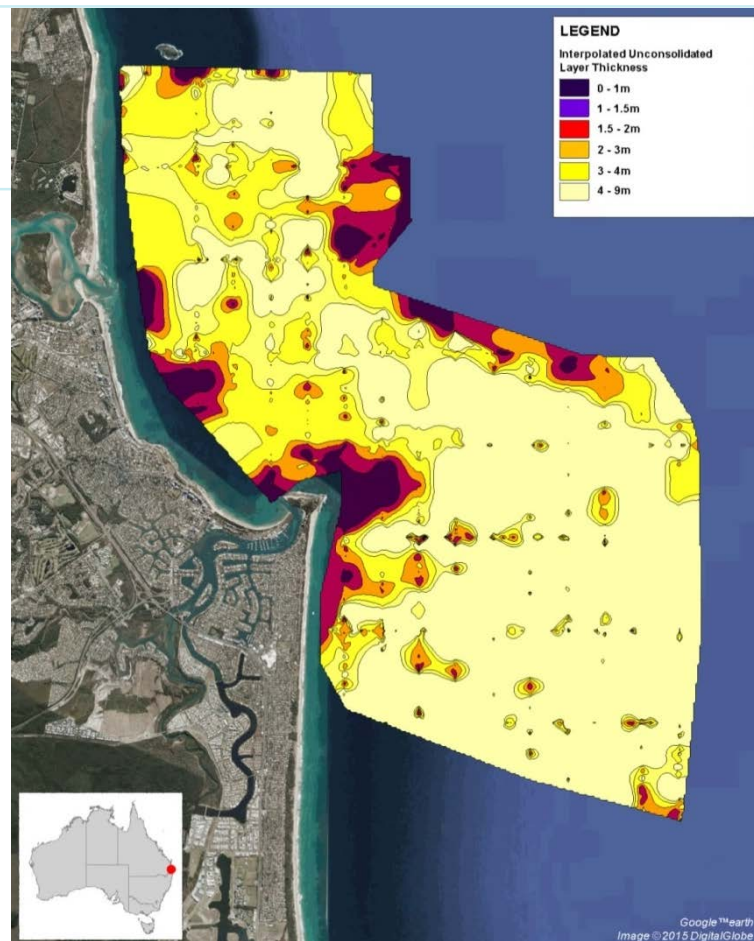 LEGEND
Interpolated Unconsolidated
Layer Thickness
0 - 1m
1 - 1.5m
1.5 - 2m
2 - 3m
3 - 4m
4 - 9m
Google™earth
Image ©2015 DigitalGlobe